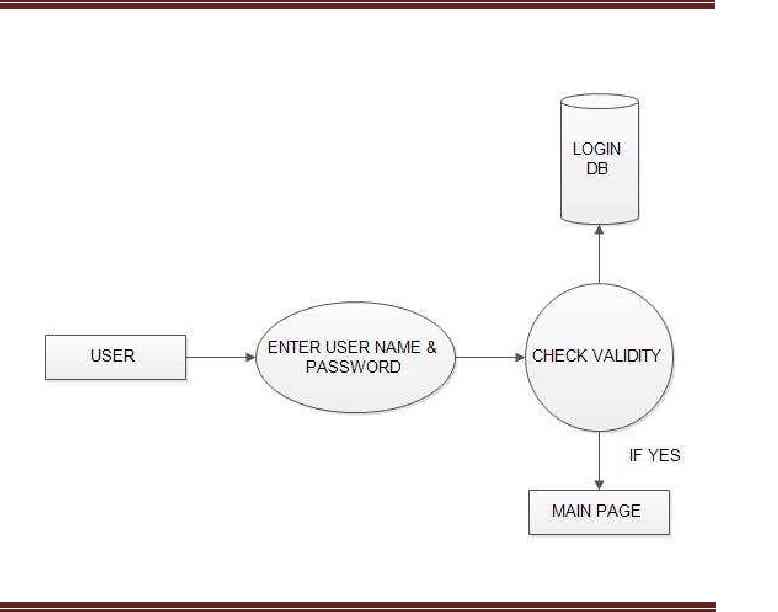 LOGIN
DB
USER
ENTER USER NAME &
PASSWORD
CHECK VALIDITY
IF YES
MAIN PAGE